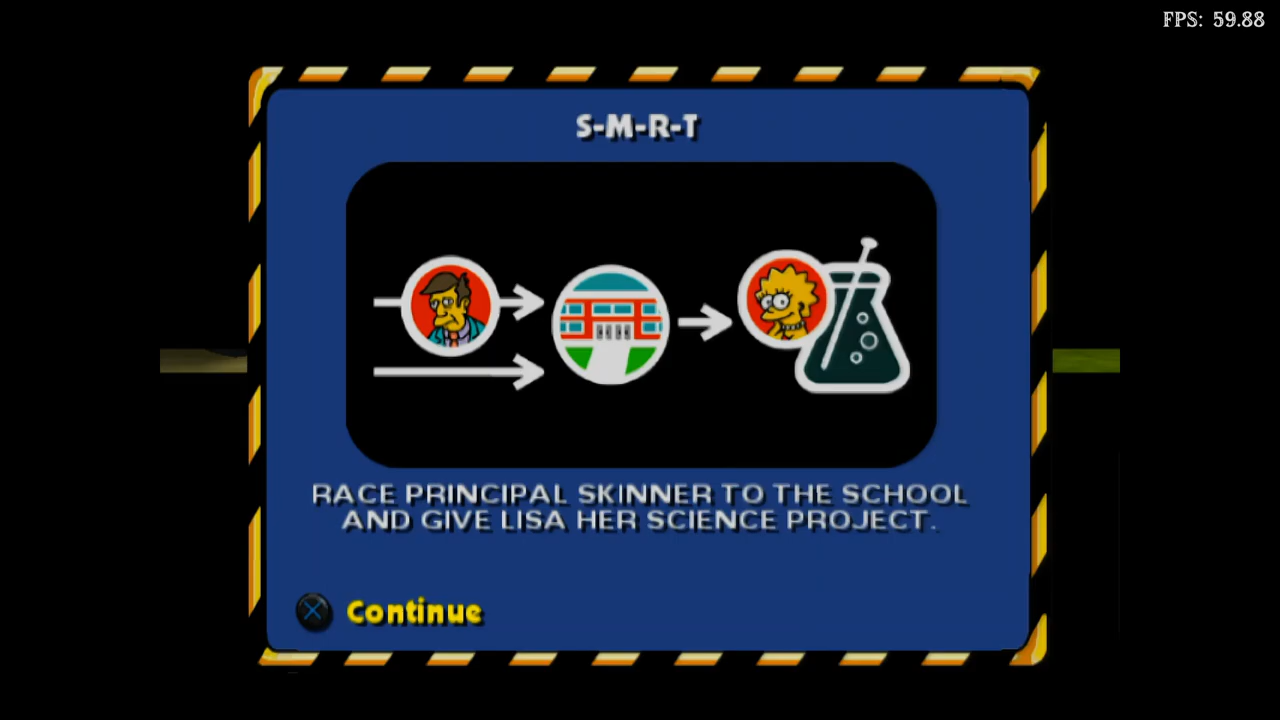 FPS: 59.88
S-M-R-T
RACE PRINCIPAL SKINNER TO THE SCHOOL
AND GIVE LISA HER SCIENCE PROJECT.
Continue